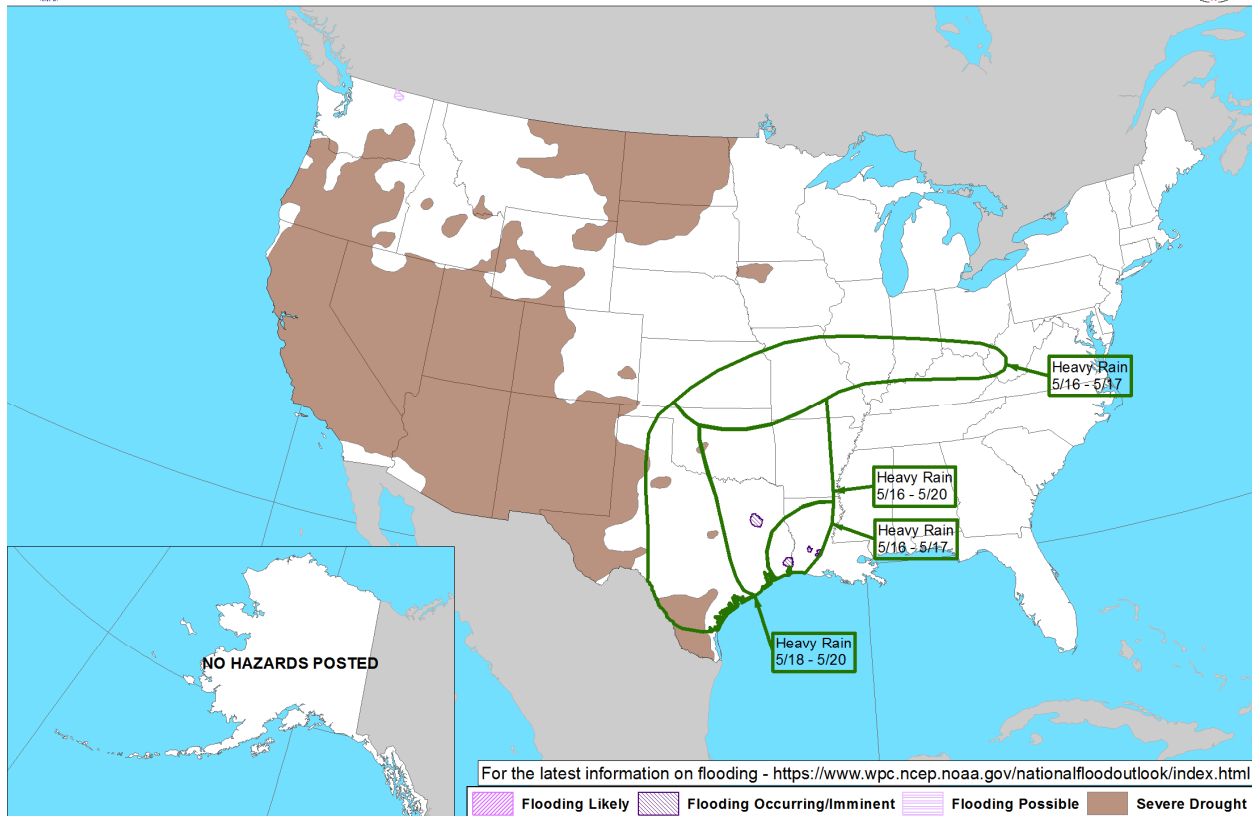 Heavy Rain
5/16 - 5/17
Heavy Rain
5/16 - 5/20
Heavy Rain
5/16 - 5/17
Heavy Rain
5/18 - 5/20
NO HAZARDS POSTED
For the latest information on flooding - https://www.wpc.ncep.noaa.gov/nationalfloodoutlook/index.html
Flooding Likely Flooding Occurring/Imminent Flooding Possible Severe Drought